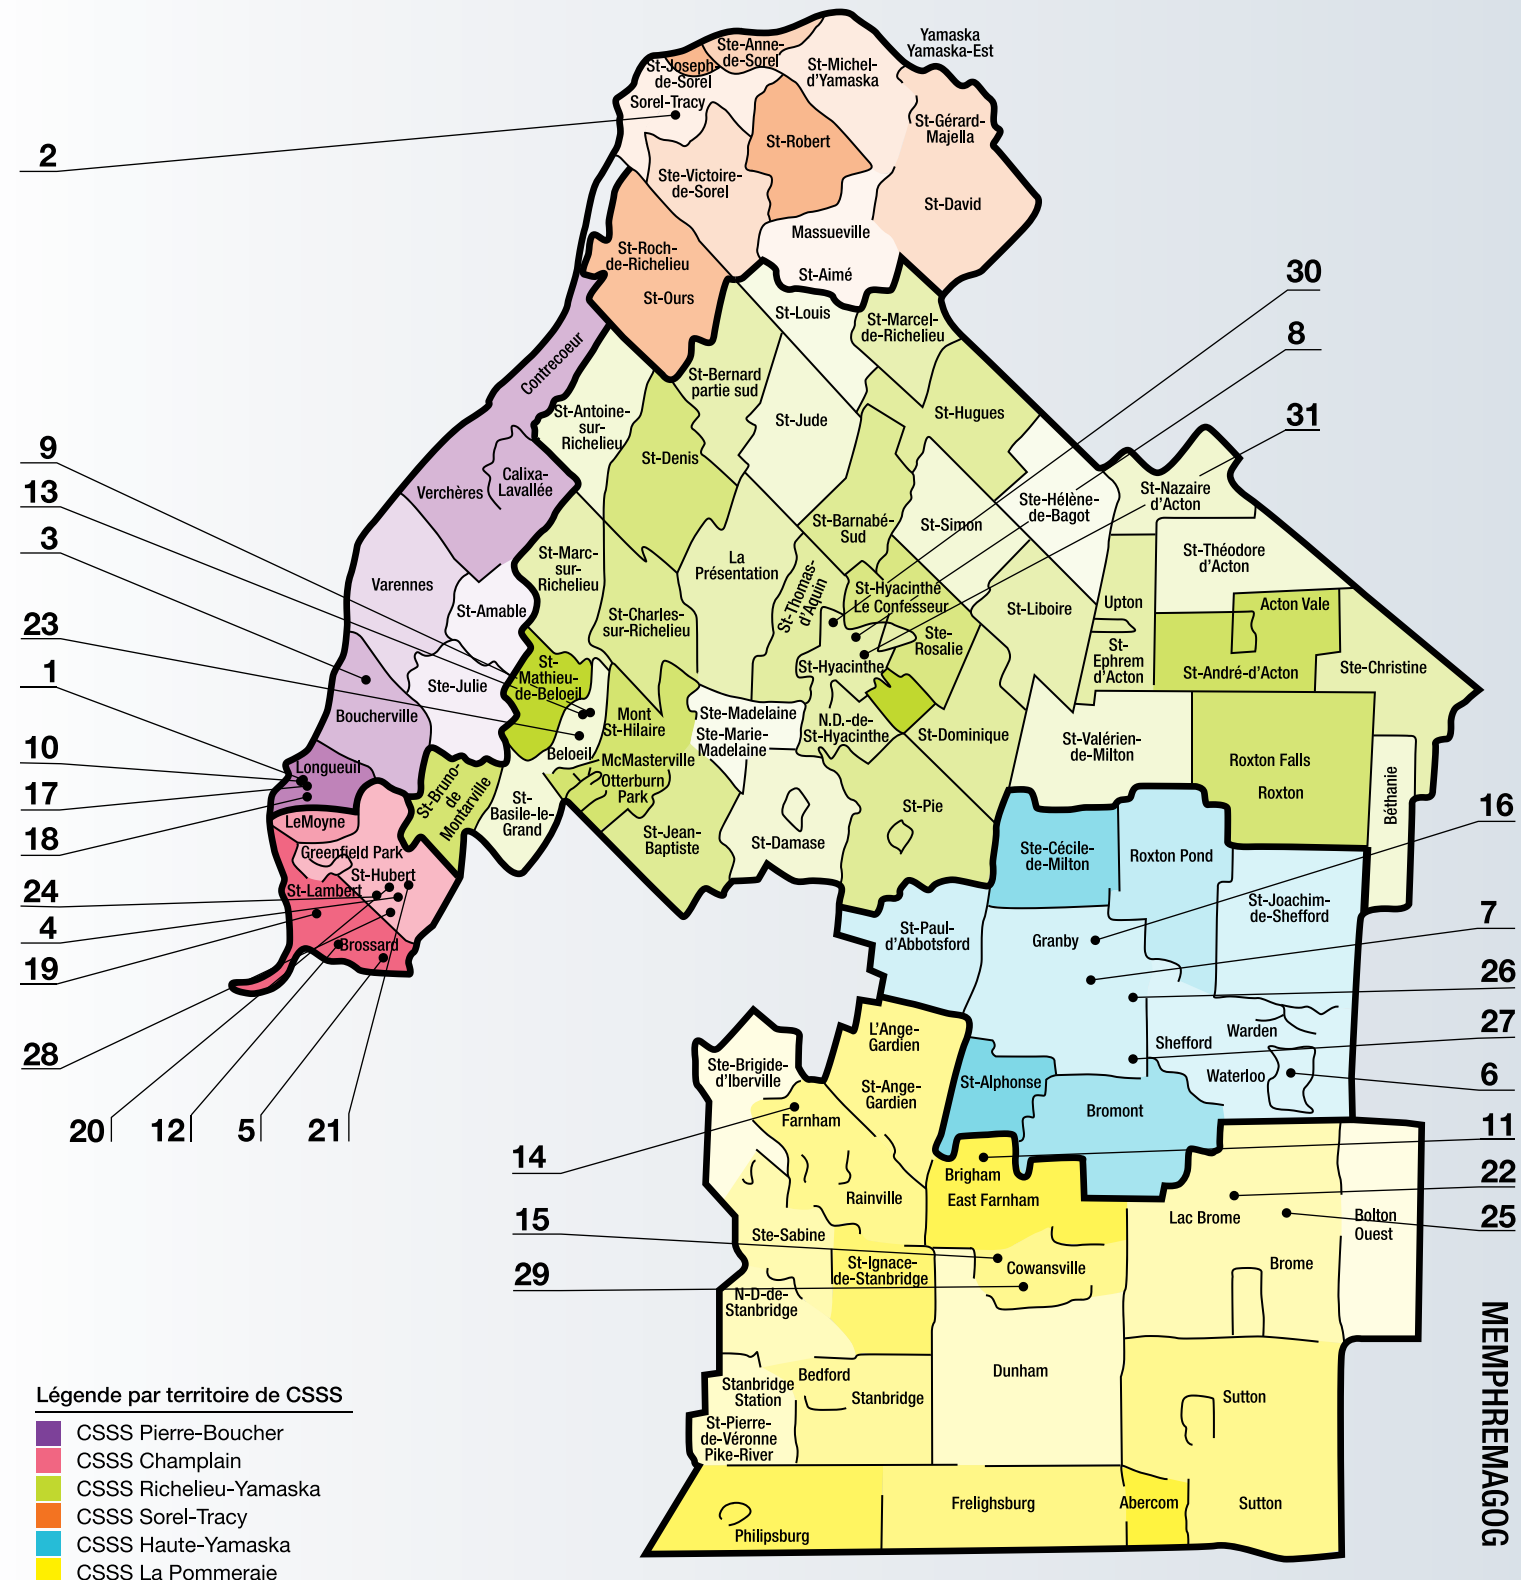 Yamaska
Yamaska-Est
Ste-Anne-
de-Sorel
St-Joseph-
de-Sorel
St-Michel-
d'Yamaska
Sorel-Tracy
St-Gérard-
Majella
St-Robert
2
Ste-Victoire-
de-Sorel
St-David
Massueville
St-Roch-
de-Richelieu
St-Aimé
30
St-Ours
St-Louis
St-Marcel-
de-Richelieu
8
Contrecoeur
St-Bernard
partie sud
St-Antoine-
sur-
Richelieu
St-Jude
St-Hugues
31
9
St-Denis
Calixa-
Lavallée
Verchères
13
St-Nazaire
d'Acton
Ste-Hélène-
de-Bagot
St-Barnabé-
Sud
St-Simon
3
St-Marc-
sur-
Richelieu
La
Présentation
St-Théodore
d'Acton
Varennes
St-Thomas-
d'Aquin
St-Hyacinthe
Le Confesseur
St-Amable
St-Charles-
sur-Richelieu
St-Liboire
Upton
Acton Vale
23
Ste-
Rosalie
St-
Ephrem
d'Acton
St-
Mathieu-
de-Beloeil
St-Hyacinthe
St-André-d'Acton
Ste-Christine
1
Ste-Julie
Boucherville
Mont
St-Hilaire
Ste-Madelaine
N.D.-de-
St-Hyacinthe
Ste-Marie-
Madelaine
St-Dominique
St-Valérien-
de-Milton
10
Beloeil
McMasterville
Roxton Falls
Longueuil
Otterburn
Park
Roxton
Béthanie
17
St-Bruno-
de
Montarville
St-
Basile-le-
Grand
St-Pie
16
LeMoyne
St-Jean-
Baptiste
St-Damase
18
Greenfield Park
Ste-Cécile-
de-Milton
Roxton Pond
St-Hubert
St-Lambert
24
St-Joachim-
de-Shefford
7
4
St-Paul-
d'Abbotsford
Granby
Brossard
19
26
28
L'Ange-
Gardien
Warden
27
Shefford
Ste-Brigide-
d'Iberville
St-Alphonse
Waterloo
6
St-Ange-
Gardien
Bromont
Farnham
20
12
5
21
11
14
Brigham
22
Rainville
East Farnham
Lac Brome
Bolton
Ouest
25
15
Ste-Sabine
St-Ignace-
de-Stanbridge
Cowansville
Brome
29
N-D-de-
Stanbridge
MEMPHREMAGOG
Dunham
Bedford
Stanbridge
Station
Stanbridge
Sutton
St-Pierre-
de-Véronne
Pike-River
Frelighsburg
Abercom
Sutton
Philipsburg
Légende par territoire de CSSS
CSSS Pierre-Boucher
CSSS Champlain
CSSS Richelieu-Yamaska
CSSS Sorel-Tracy
CSSS Haute-Yamaska
CSSS La Pommeraie